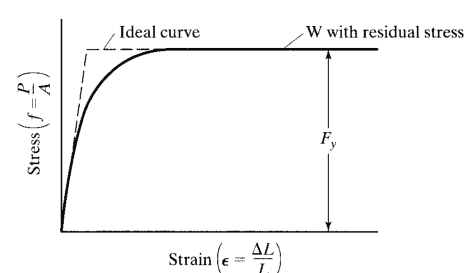 Ideal curve
W with residual stress
Stress (f = P/A)
F_y
Strain (ϵ = ΔL/L)